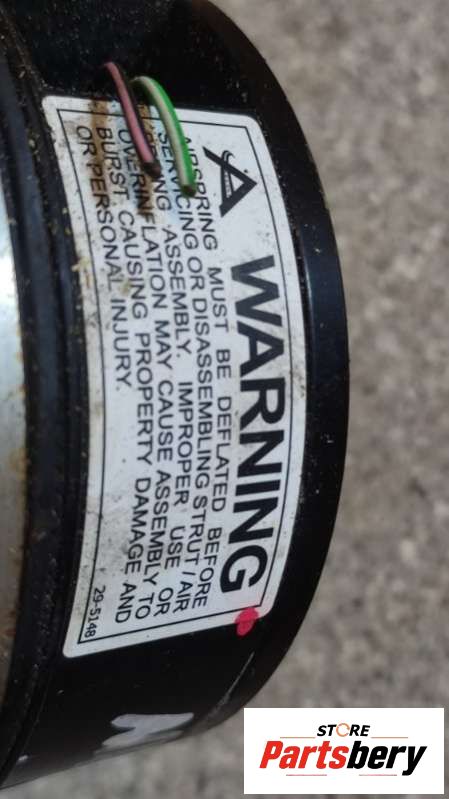 WARNING
AIRSPRING MUST BE DEFLATED BEFORE
SERVICING OR DISASSEMBLING STRUT / AIR
SPRING ASSEMBLY. IMPROPER USE OR
OVERINFLATION MAY CAUSE ASSEMBLY TO
BURST CAUSING PROPERTY DAMAGE AND
OR PERSONAL INJURY.
29-5148
STORE
Partsbery